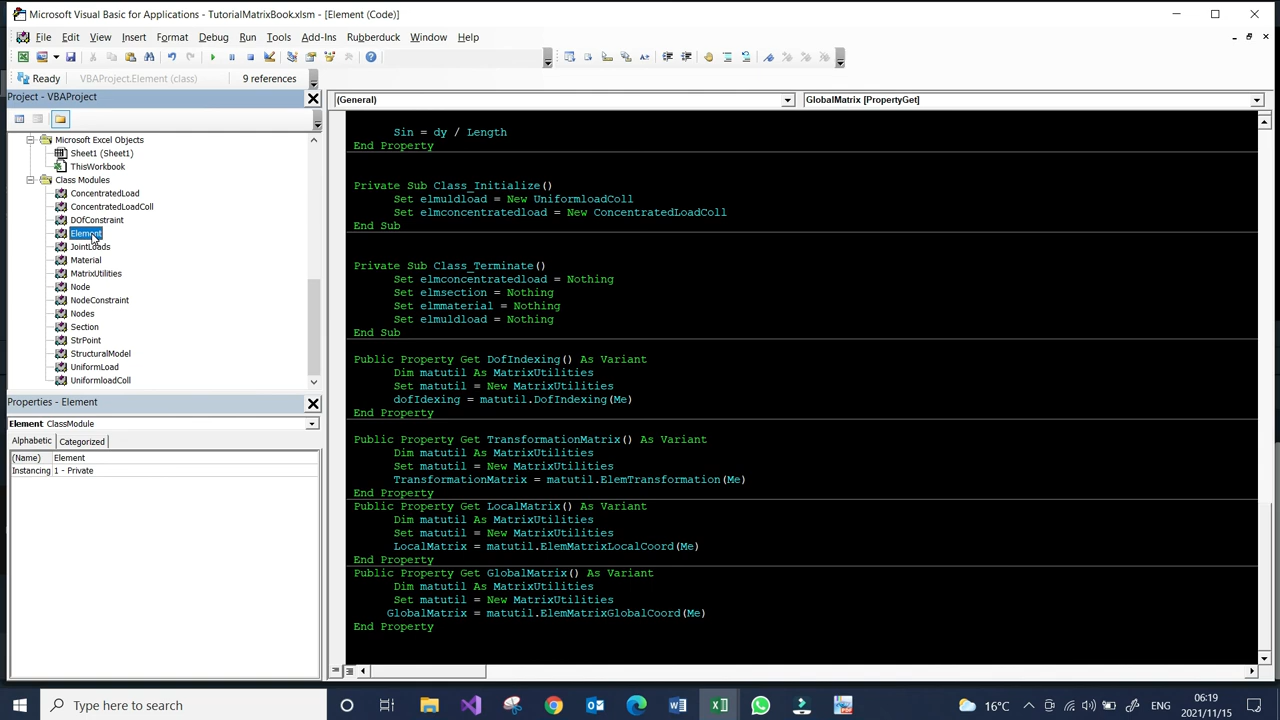 Microsoft Visual Basic for Applications - TutorialMatrixBook.xlsm - [Element (Code)]
File Edit View Insert Format Debug Run Tools Add-Ins Rubberduck Window Help
Ready VBAProject.Element (class) 9 references
Project - VBAProject
(General) GlobalMatrix [PropertyGet]
Microsoft Excel Objects
Sheet1 (Sheet1)
ThisWorkbook
Class Modules
ConcentratedLoad
ConcentratedLoadColl
DOfConstraint
Element
JointLoads
Material
MatrixUtilities
Node
NodeConstraint
Nodes
Section
StrPoint
StructuralModel
UniformLoad
UniformloadColl
Properties - Element
Element ClassModule
Alphabetic Categorized
(Name) Element
Instancing 1 - Private
Sin = dy / Length
End Property
Private Sub Class_Initialize()
Set elmuldload = New UniformloadColl
Set elmconcentratedload = New ConcentratedLoadColl
End Sub
Private Sub Class_Terminate()
Set elmconcentratedload = Nothing
Set elmsection = Nothing
Set elmmaterial = Nothing
Set elmuldload = Nothing
End Sub
Public Property Get DofIndexing() As Variant
Dim matutil As MatrixUtilities
Set matutil = New MatrixUtilities
dofIdexing = matutil.DofIndexing(Me)
End Property
Public Property Get TransformationMatrix() As Variant
Dim matutil As MatrixUtilities
Set matutil = New MatrixUtilities
TransformationMatrix = matutil.ElemTransformation(Me)
End Property
Public Property Get LocalMatrix() As Variant
Dim matutil As MatrixUtilities
Set matutil = New MatrixUtilities
LocalMatrix = matutil.ElemMatrixLocalCoord(Me)
End Property
Public Property Get GlobalMatrix() As Variant
Dim matutil As MatrixUtilities
Set matutil = New MatrixUtilities
GlobalMatrix = matutil.ElemMatrixGlobalCoord(Me)
End Property
Type here to search
16°C ENG 06:19
2021/11/15